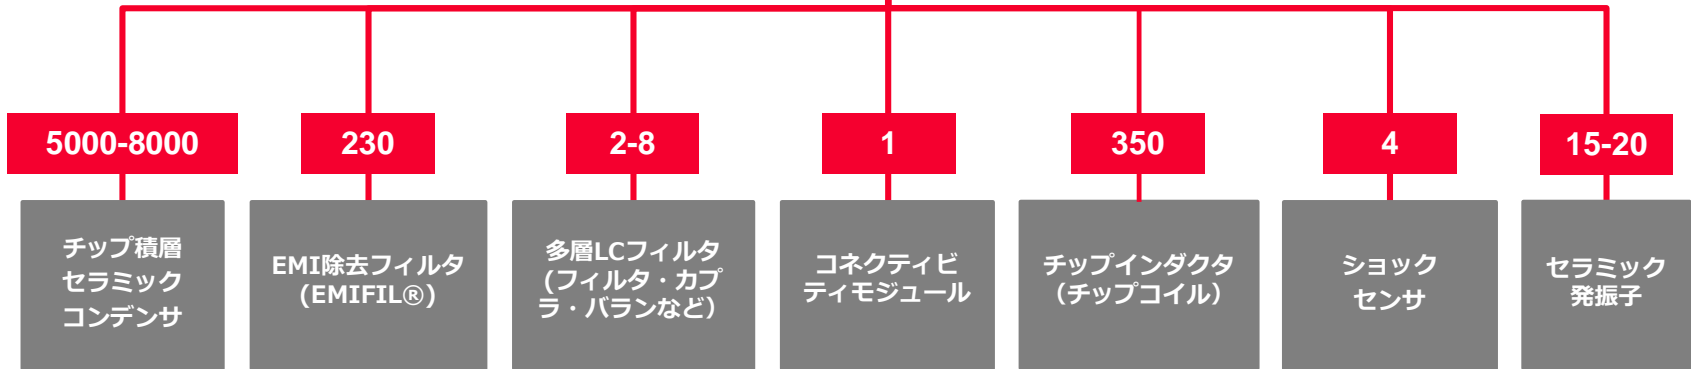 5000-8000
230
2-8
1
350
4
15-20
チップ積層
セラミック
コンデンサ
EMI除去フィルタ
(EMIFIL®)
多層LCフィルタ
(フィルタ・カプ
ラ・バランなど)
コネクティビ
ティモジュール
チップインダクタ
（チップコイル）
ショック
センサ
セラミック
発振子